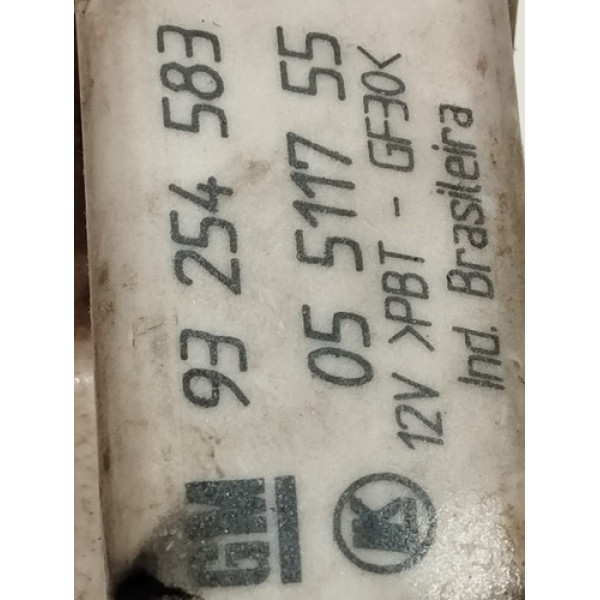 GM 93 254 583
05 5117 55
12V >PBT - GF30<
Ind. Brasileira